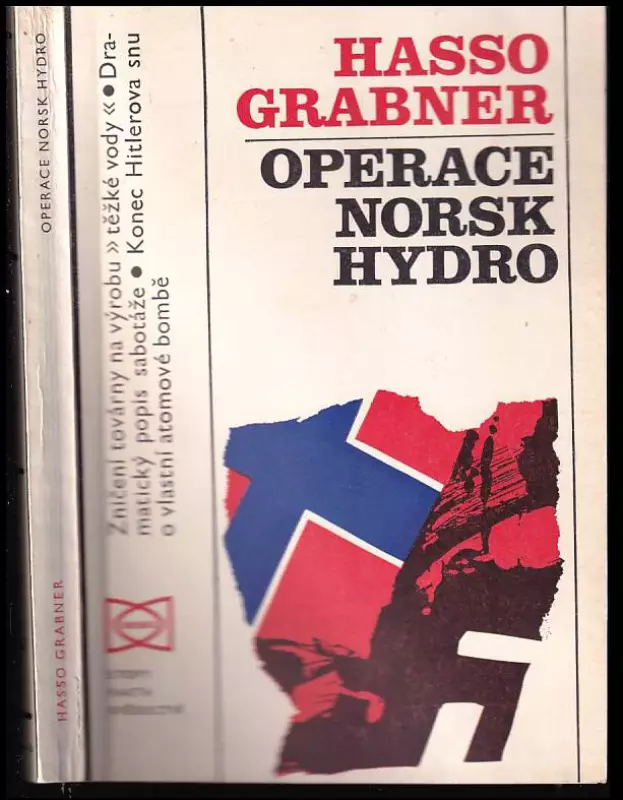 HASSO
GRABNER
OPERACE
NORSK
HYDRO
Zničení továrny na výrobu »těžké vody« ● Dra-
matický popis sabotáže ● Konec Hitlerova snu
o vlastní atomové bombě
OPERACE NORSK HYDRO
HASSO GRABNER